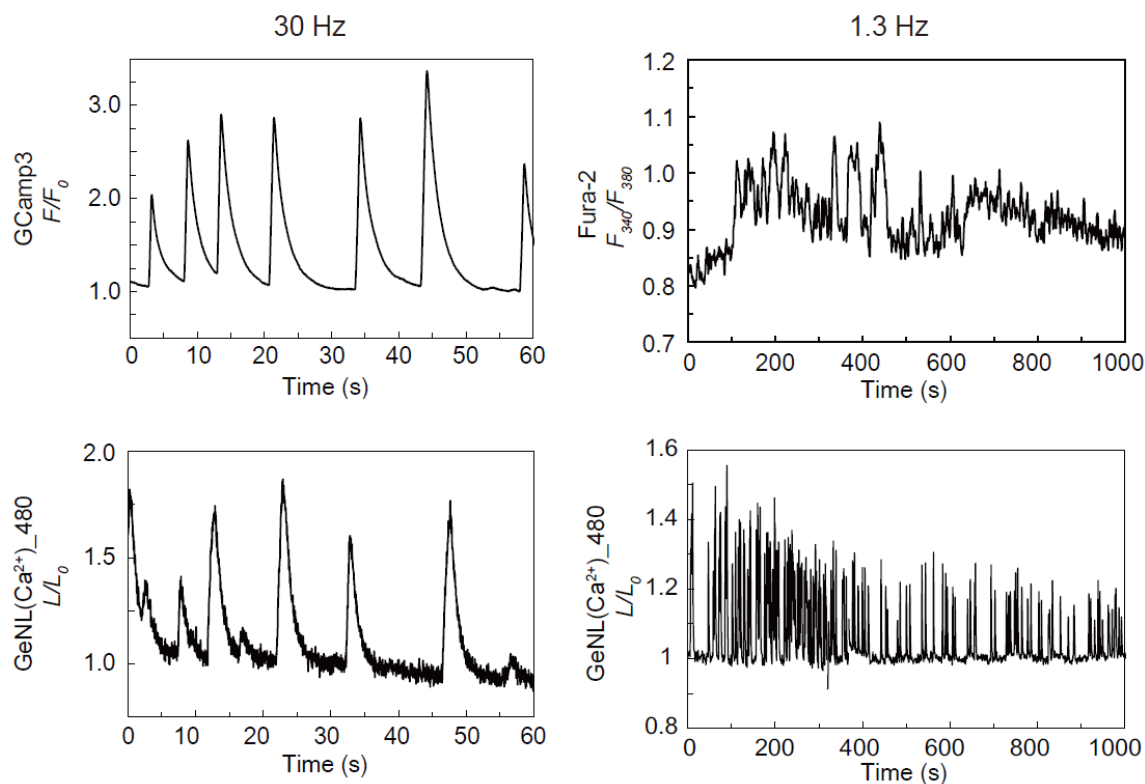 30 Hz
1.3 Hz
GCamp3
F/F₀
3.0
2.0
1.0
0 10 20 30 40 50 60
Time (s)
Fura-2
F₃₄₀/F₃₈₀
1.2
1.1
1.0
0.9
0.8
0.7
0 200 400 600 800 1000
Time (s)
GeNL(Ca²⁺)_480
L/L₀
2.0
1.5
1.0
0 10 20 30 40 50 60
Time (s)
GeNL(Ca²⁺)_480
L/L₀
1.6
1.4
1.2
1
0.8
0 200 400 600 800 1000
Time (s)